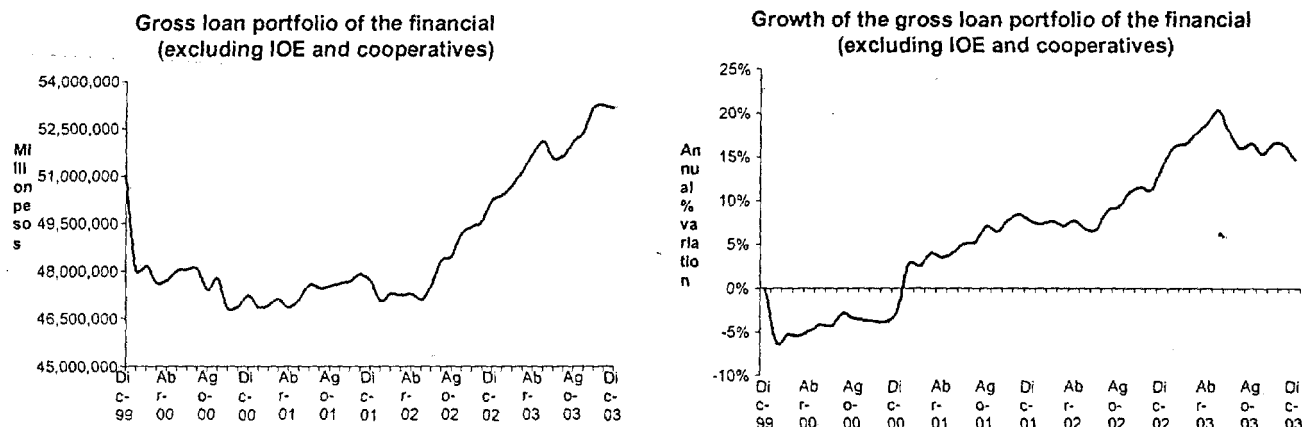 Gross loan portfolio of the financial
(excluding IOE and cooperatives)
54,000,000
52,500,000
51,000,000
49,500,000
48,000,000
46,500,000
45,000,000
Mi
lli
on
pe
so
s
Di Ab Ag Di Ab Ag Di Ab Ag Di Ab Ag Di
c- r- o- c- r- o- c- r- o- c- r- o- c-
99 00 00 00 01 01 01 02 02 02 03 03 03
Growth of the gross loan portfolio of the financial
(excluding IOE and cooperatives)
25%
20%
15%
10%
5%
0%
-5%
-10%
An
nu
al
%
va
ria
tio
n
Di Ab Ag Di Ab Ag Di Ab Ag Di Ab Ag Di
c- r- o- c- r- o- c- r- o- c- r- o- c-
99 00 00 00 01 01 01 02 02 02 03 03 03